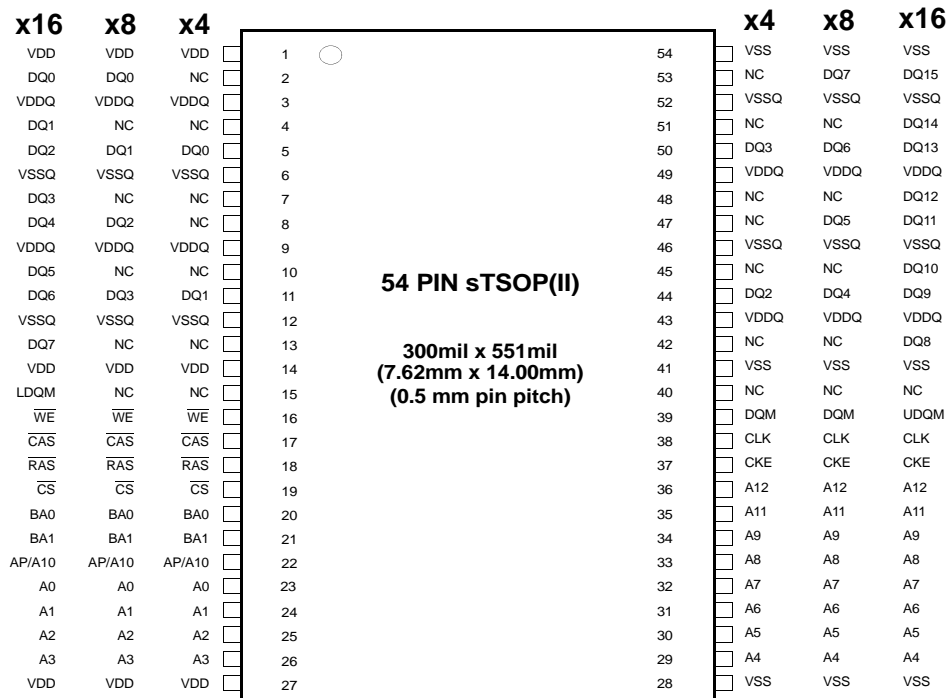 x16 x8 x4 x4 x8 x16
VDD VDD VDD 1 54 VSS VSS VSS
DQ0 DQ0 NC 2 53 NC DQ7 DQ15
VDDQ VDDQ VDDQ 3 52 VSSQ VSSQ VSSQ
DQ1 NC NC 4 51 NC NC DQ14
DQ2 DQ1 DQ0 5 50 DQ3 DQ6 DQ13
VSSQ VSSQ VSSQ 6 49 VDDQ VDDQ VDDQ
DQ3 NC NC 7 48 NC NC DQ12
DQ4 DQ2 NC 8 47 NC DQ5 DQ11
VDDQ VDDQ VDDQ 9 46 VSSQ VSSQ VSSQ
DQ5 NC NC 10 45 NC NC DQ10
54 PIN sTSOP(II)
DQ6 DQ3 DQ1 11 44 DQ2 DQ4 DQ9
VSSQ VSSQ VSSQ 12 43 VDDQ VDDQ VDDQ
DQ7 NC NC 13 42 NC NC DQ8
300mil x 551mil
VDD VDD VDD 14 41 VSS VSS VSS
(7.62mm x 14.00mm)
LDQM NC NC 15 40 NC NC NC
(0.5 mm pin pitch)
W̅E̅ W̅E̅ W̅E̅ 16 39 DQM DQM UDQM
C̅A̅S̅ C̅A̅S̅ C̅A̅S̅ 17 38 CLK CLK CLK
R̅A̅S̅ R̅A̅S̅ R̅A̅S̅ 18 37 CKE CKE CKE
C̅S̅ C̅S̅ C̅S̅ 19 36 A12 A12 A12
BA0 BA0 BA0 20 35 A11 A11 A11
BA1 BA1 BA1 21 34 A9 A9 A9
AP/A10 AP/A10 AP/A10 22 33 A8 A8 A8
A0 A0 A0 23 32 A7 A7 A7
A1 A1 A1 24 31 A6 A6 A6
A2 A2 A2 25 30 A5 A5 A5
A3 A3 A3 26 29 A4 A4 A4
VDD VDD VDD 27 28 VSS VSS VSS